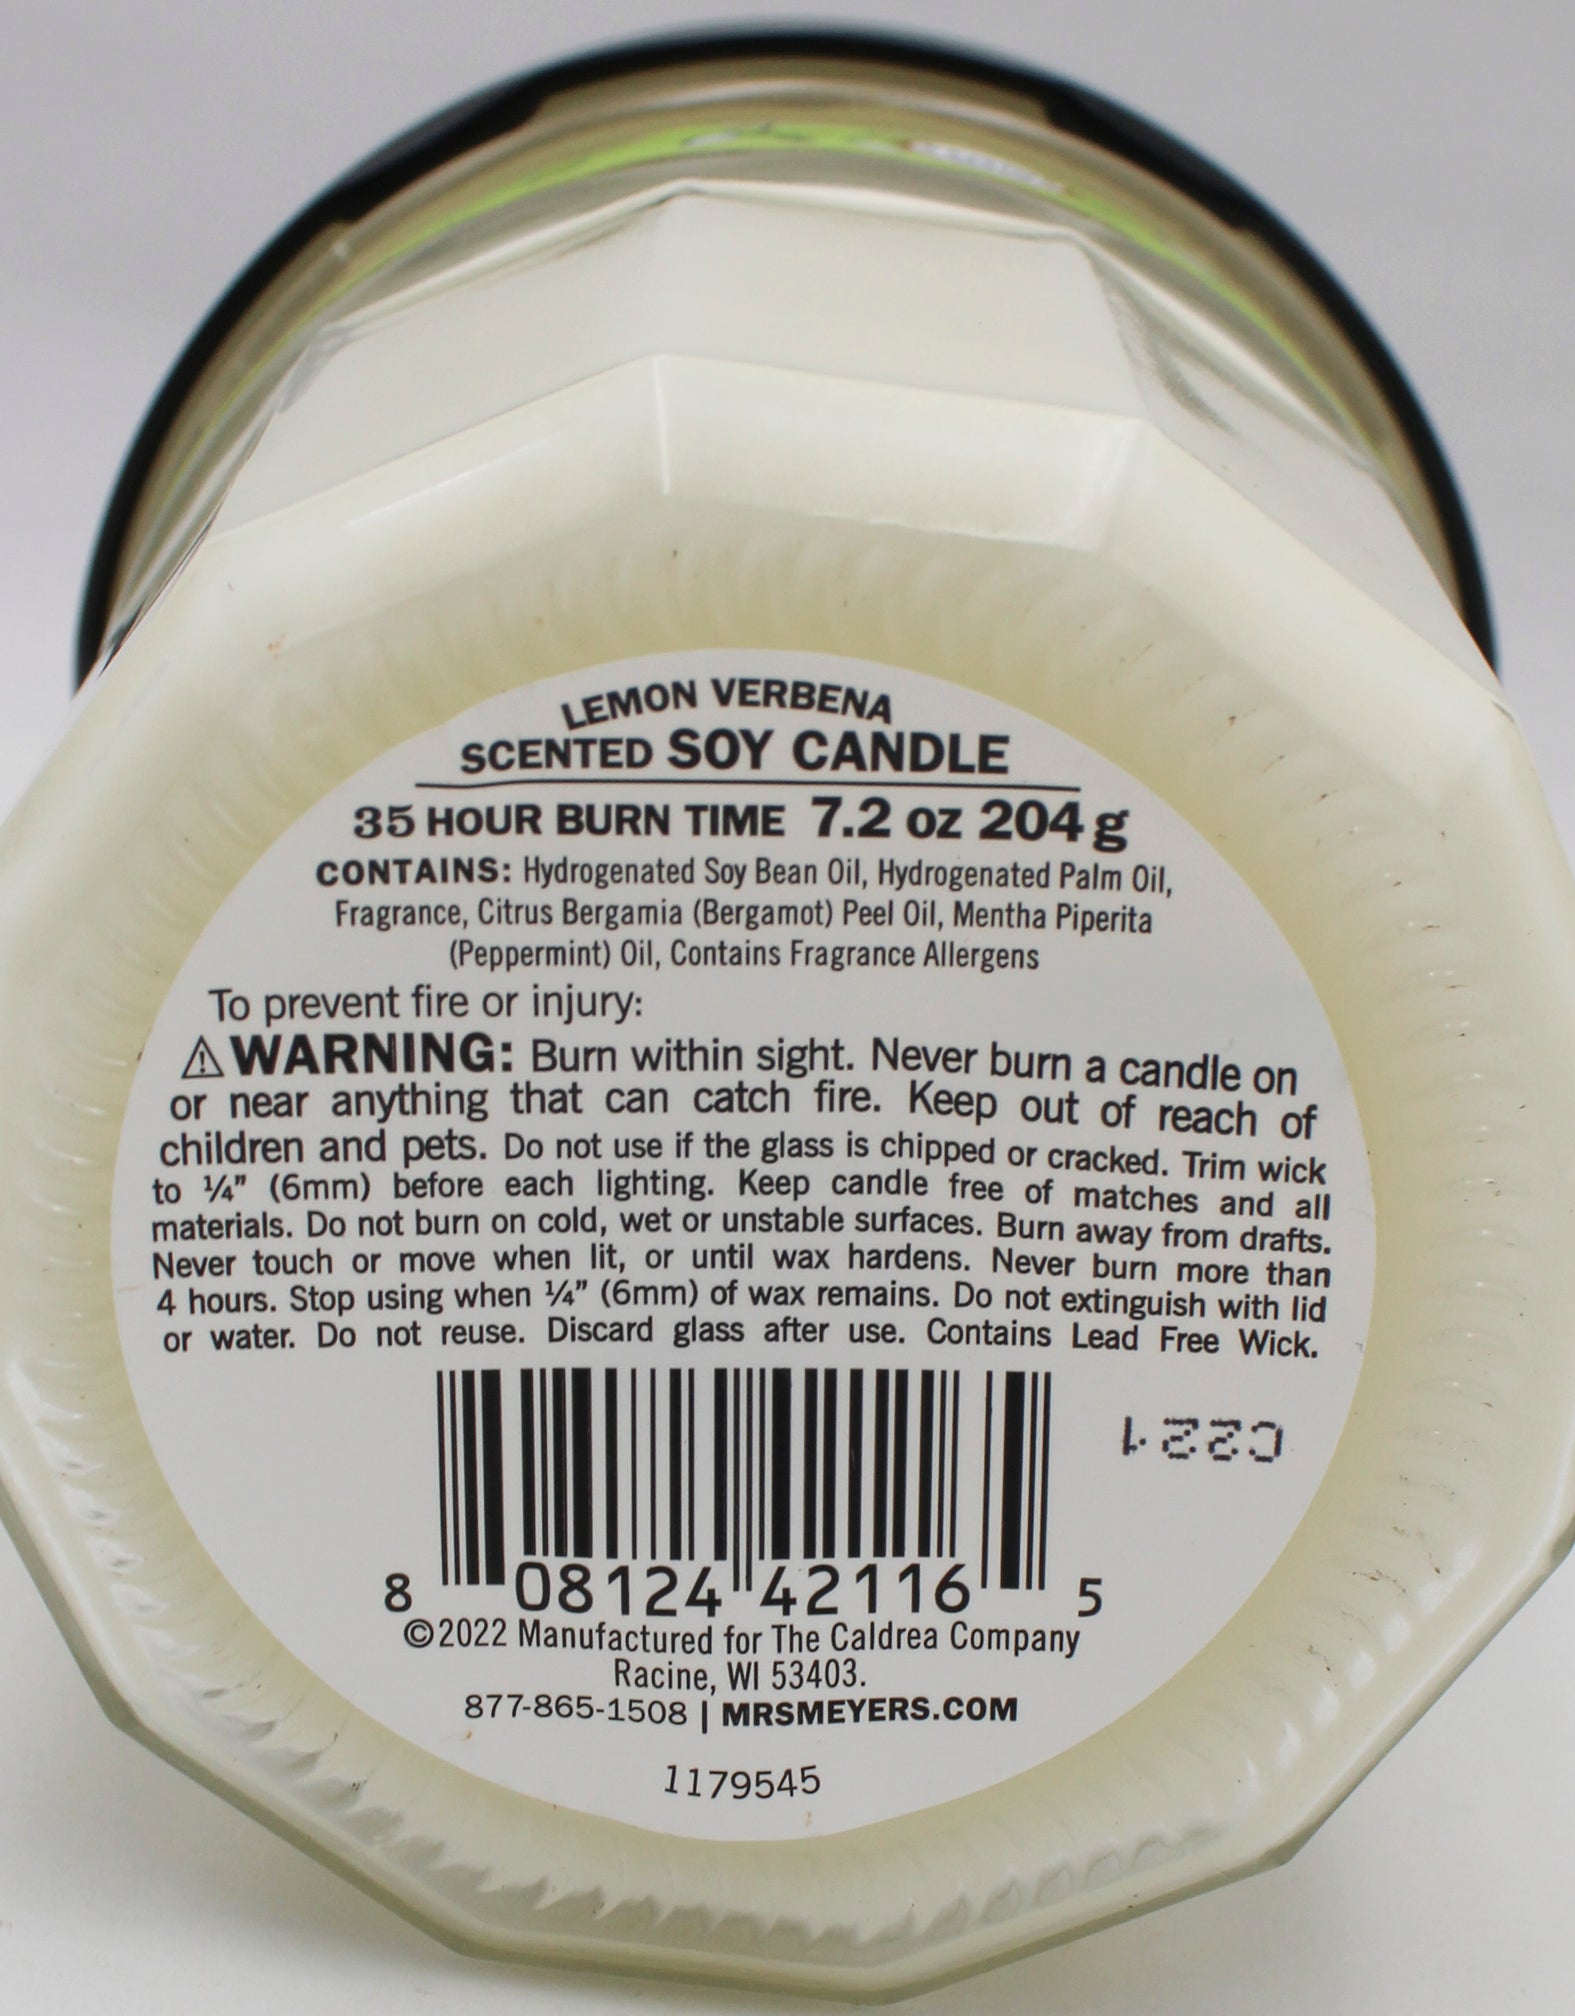 LEMON VERBENA
SCENTED SOY CANDLE
35 HOUR BURN TIME 7.2 oz 204 g
CONTAINS: Hydrogenated Soy Bean Oil, Hydrogenated Palm Oil,
Fragrance, Citrus Bergamia (Bergamot) Peel Oil, Mentha Piperita
(Peppermint) Oil, Contains Fragrance Allergens
To prevent fire or injury:
⚠WARNING: Burn within sight. Never burn a candle on
or near anything that can catch fire. Keep out of reach of
children and pets. Do not use if the glass is chipped or cracked. Trim wick
to ¼” (6mm) before each lighting. Keep candle free of matches and all
materials. Do not burn on cold, wet or unstable surfaces. Burn away from drafts.
Never touch or move when lit, or until wax hardens. Never burn more than
4 hours. Stop using when ¼” (6mm) of wax remains. Do not extinguish with lid
or water. Do not reuse. Discard glass after use. Contains Lead Free Wick.
8 08124 42116 5
©2022 Manufactured for The Caldrea Company
Racine, WI 53403.
877-865-1508 | MRSMEYERS.COM
1179545